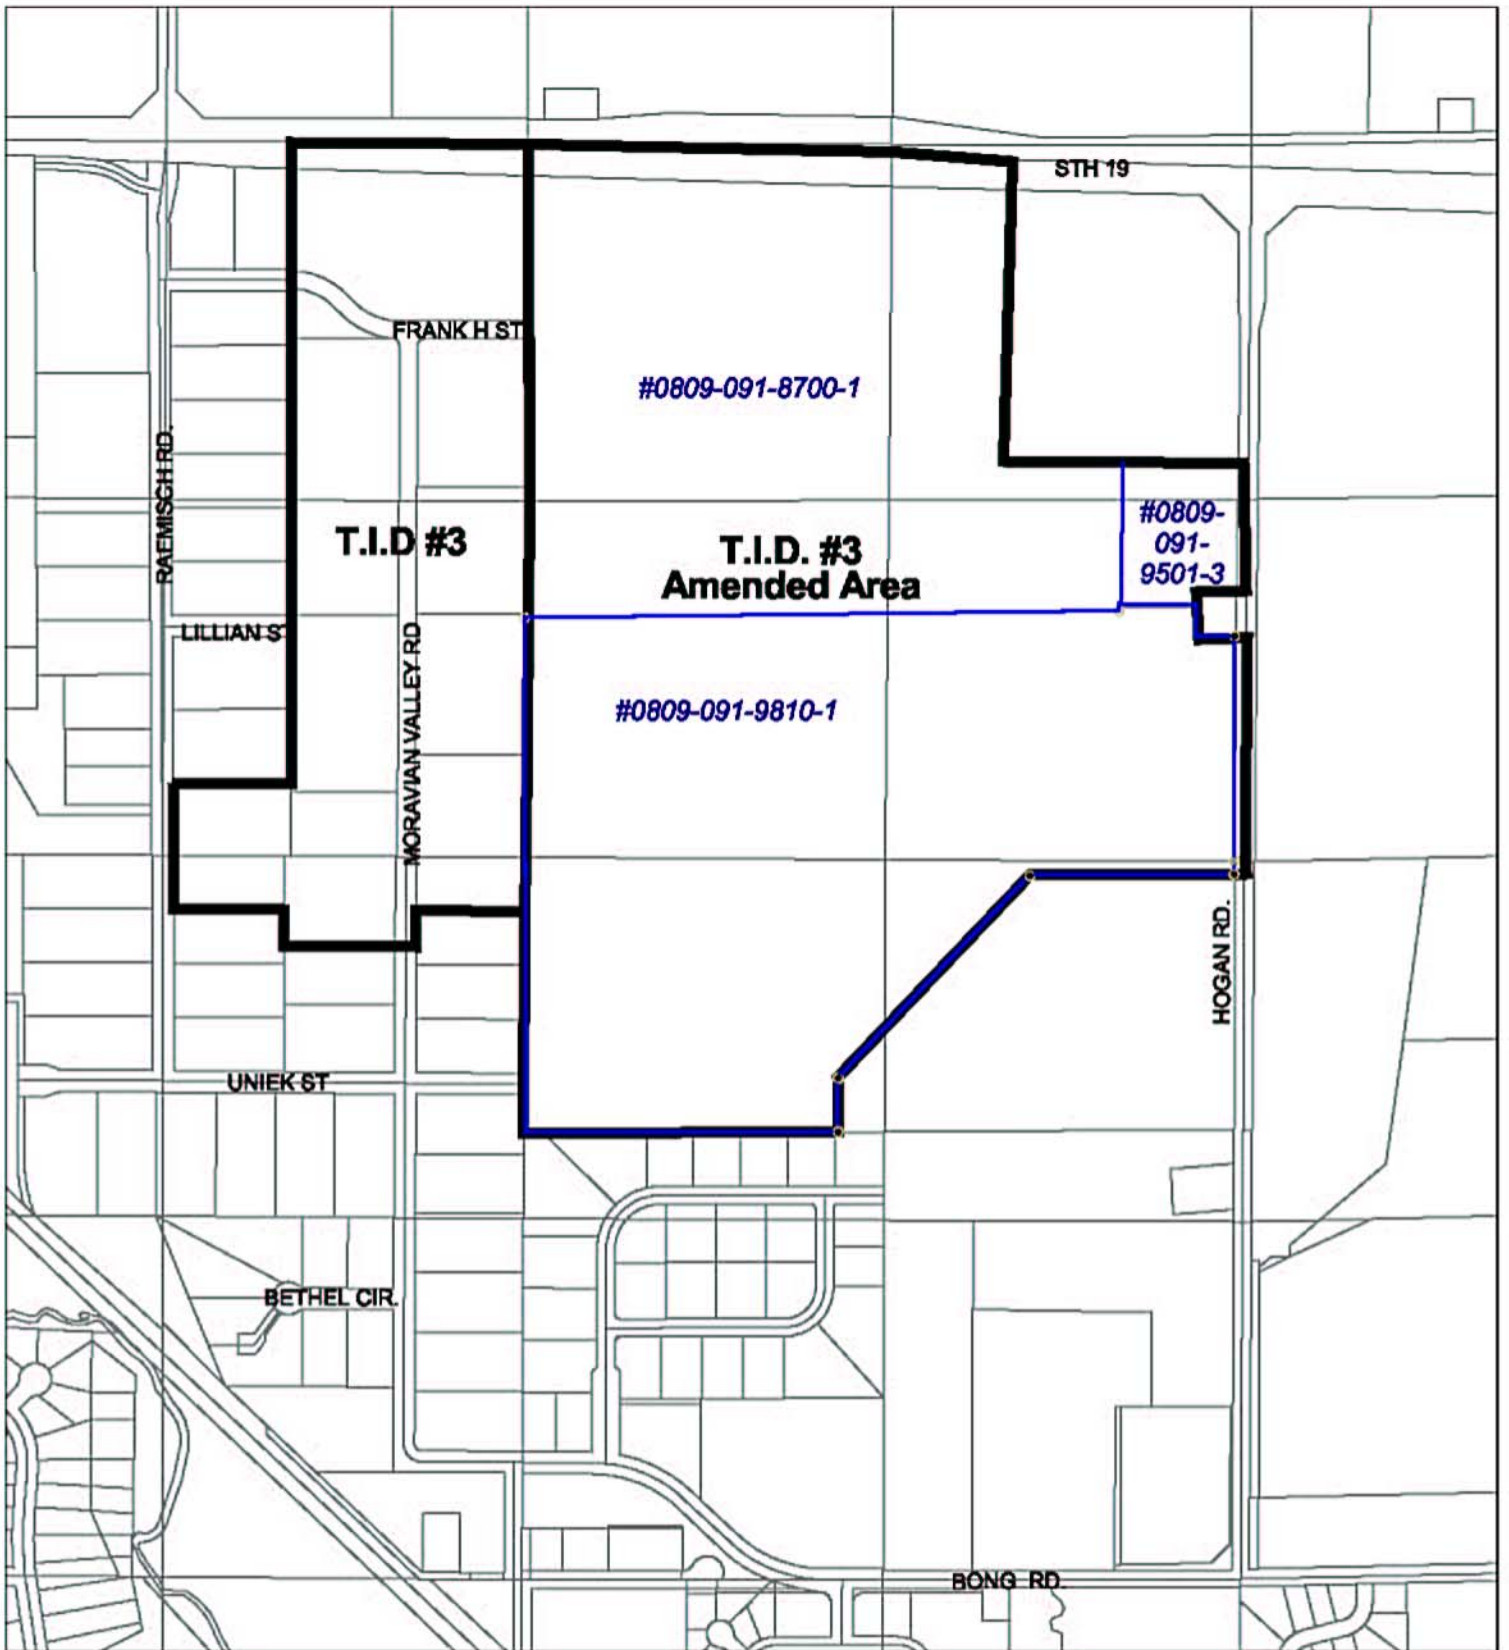 STH 19
FRANK H ST
#0809-091-8700-1
RAEMISCH RD.
#0809-
091-
9501-3
T.I.D #3
T.I.D. #3
Amended Area
LILLIAN S
MORAVIAN VALLEY RD
#0809-091-9810-1
HOGAN RD.
UNIEK ST
BETHEL CIR.
BONG RD.